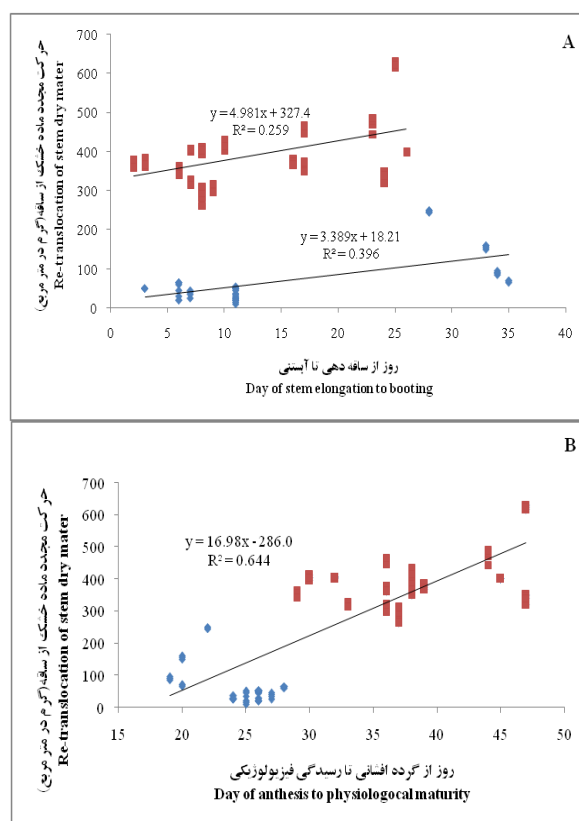 A
700
600
500
400
300
200
100
0
حرکت مجدد ماده خشک از ساقه(گرم در متر مربع)
Re-translocation of stem dry mater
y = 4.981x + 327.4
R² = 0.259
y = 3.389x + 18.21
R² = 0.396
0 5 10 15 20 25 30 35 40
روز از ساقه دهی تا آبستنی
Day of stem elongation to booting
B
700
600
500
400
300
200
100
0
حرکت مجدد ماده خشک از ساقه(گرم در متر مربع)
Re-translocation of stem dry mater
y = 16.98x - 286.0
R² = 0.644
15 20 25 30 35 40 45 50
روز از گرده افشانی تا رسیدگی فیزیولوژیکی
Day of anthesis to physiologocal maturity